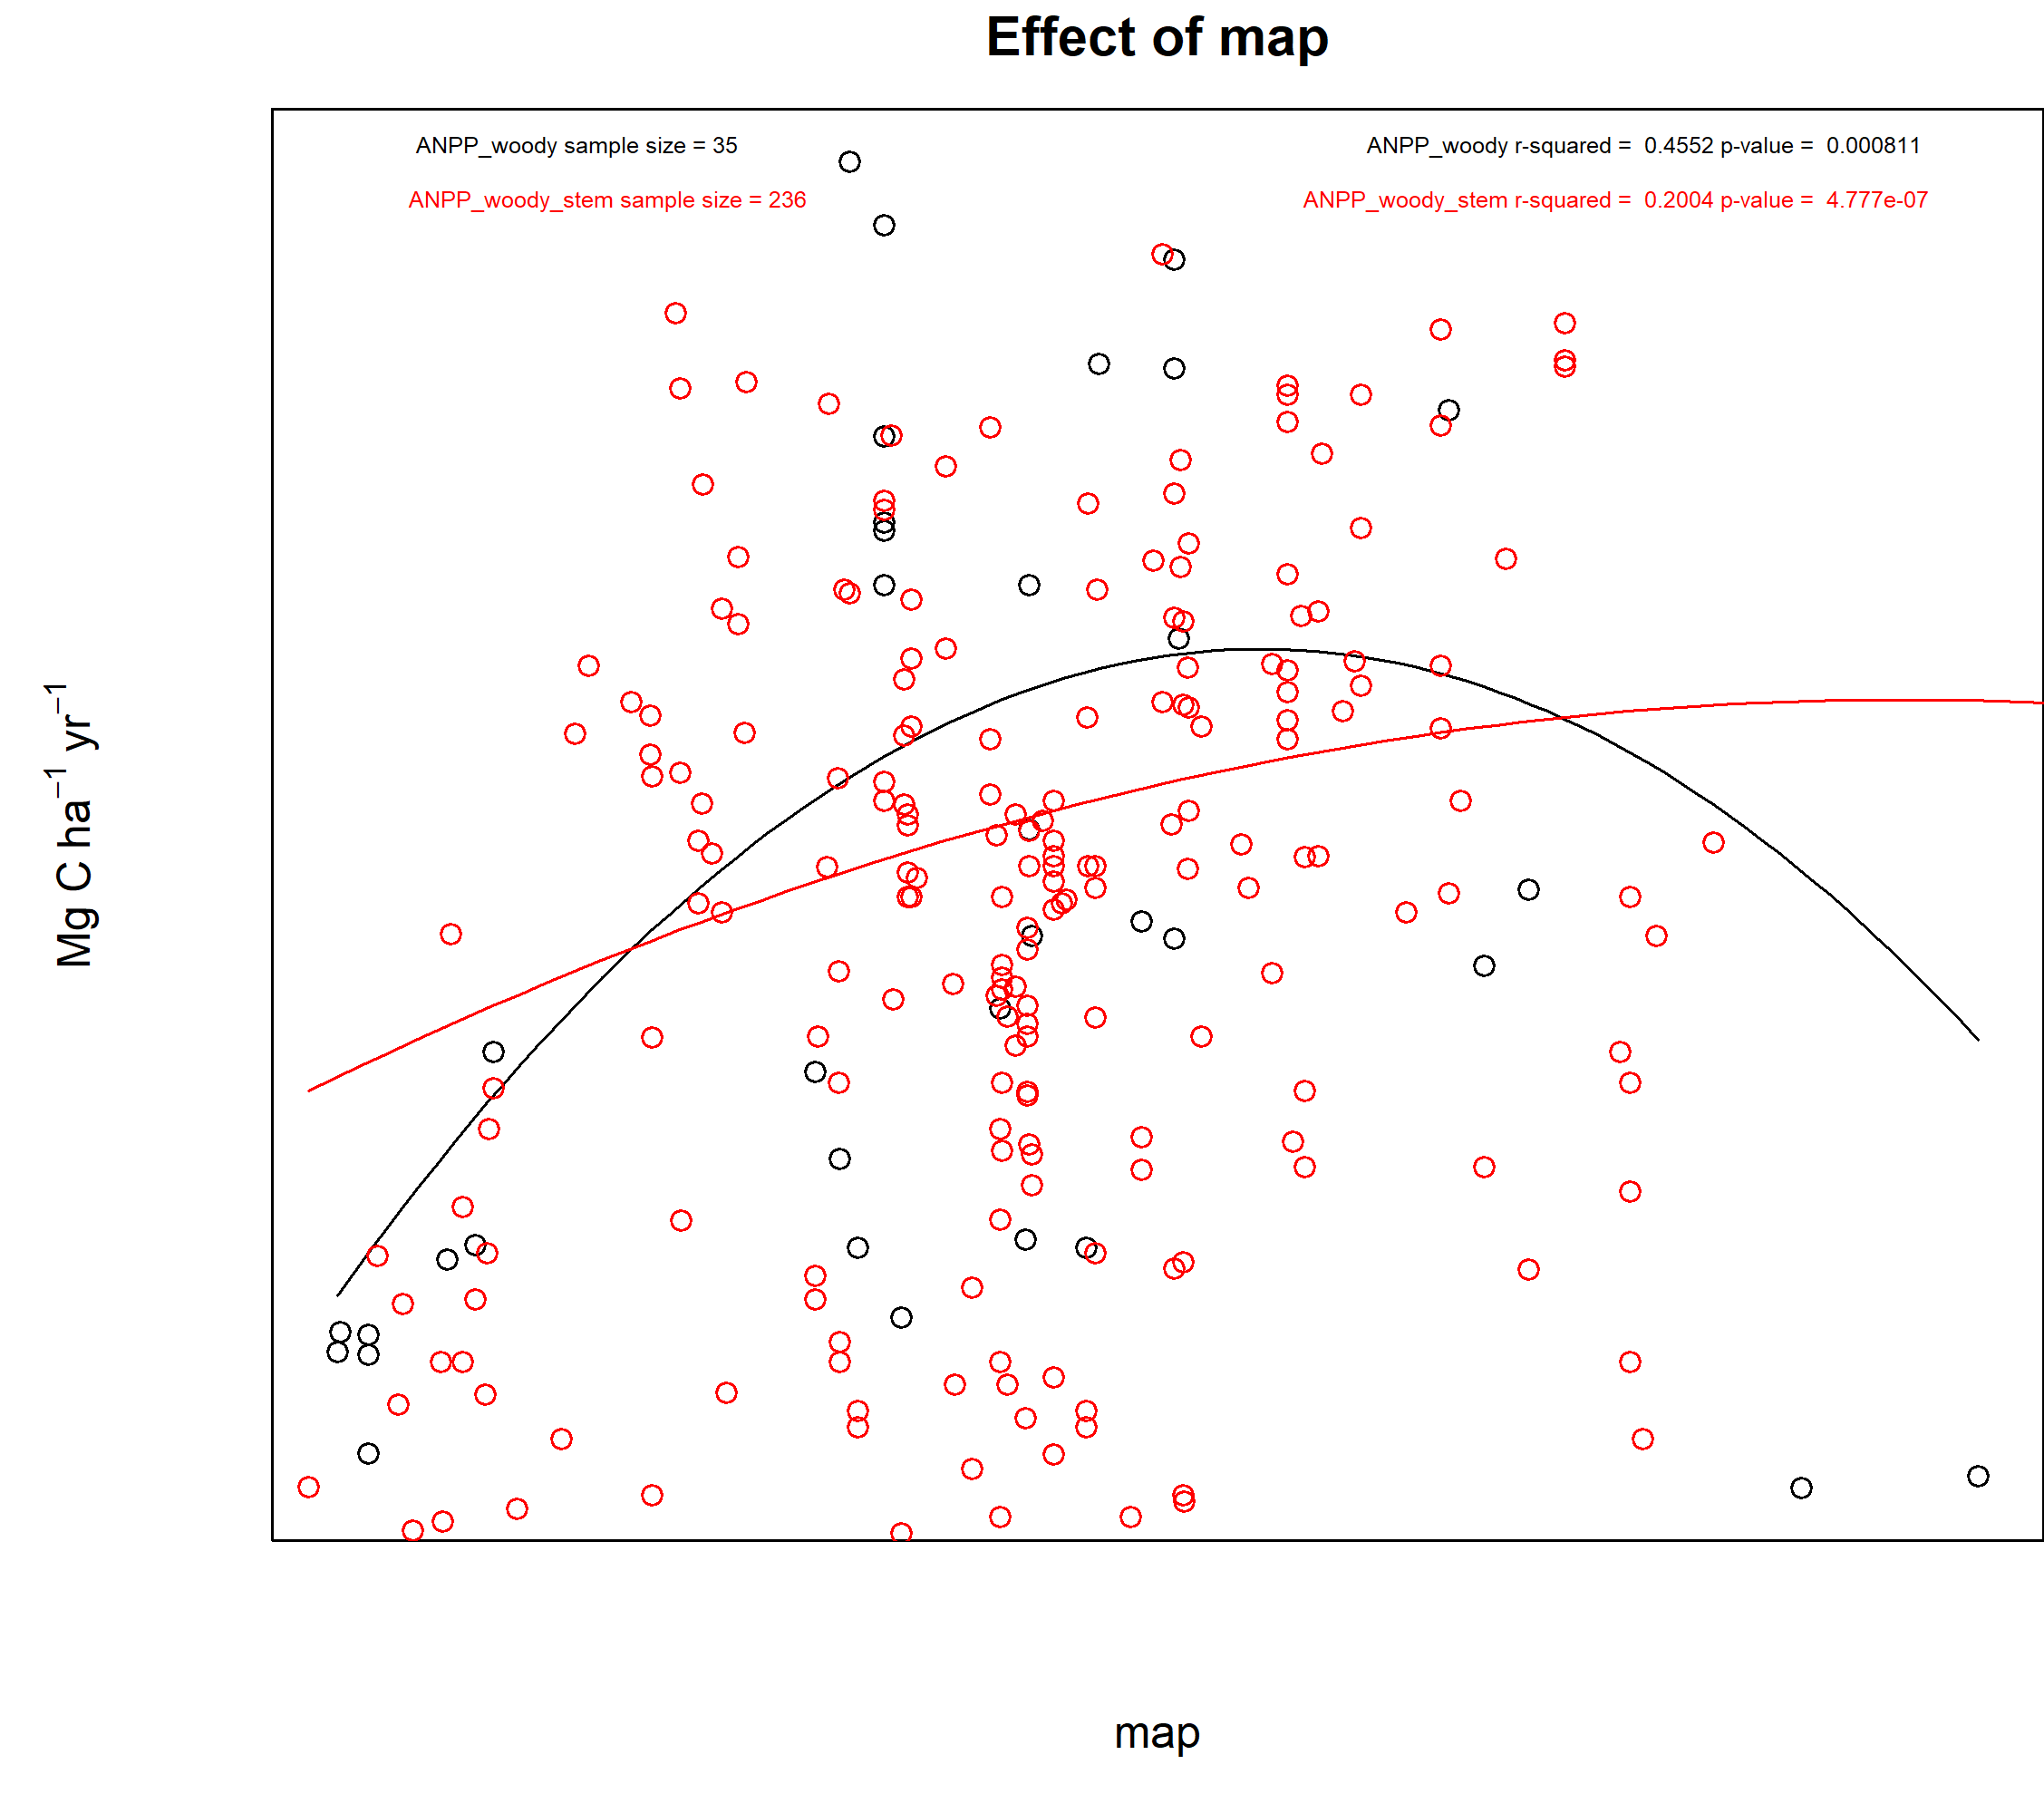 Effect of map
ANPP_woody sample size = 35
ANPP_woody r-squared = 0.4552 p-value = 0.000811
ANPP_woody_stem sample size = 236
ANPP_woody_stem r-squared = 0.2004 p-value = 4.777e-07
Mg C ha⁻¹ yr⁻¹
map